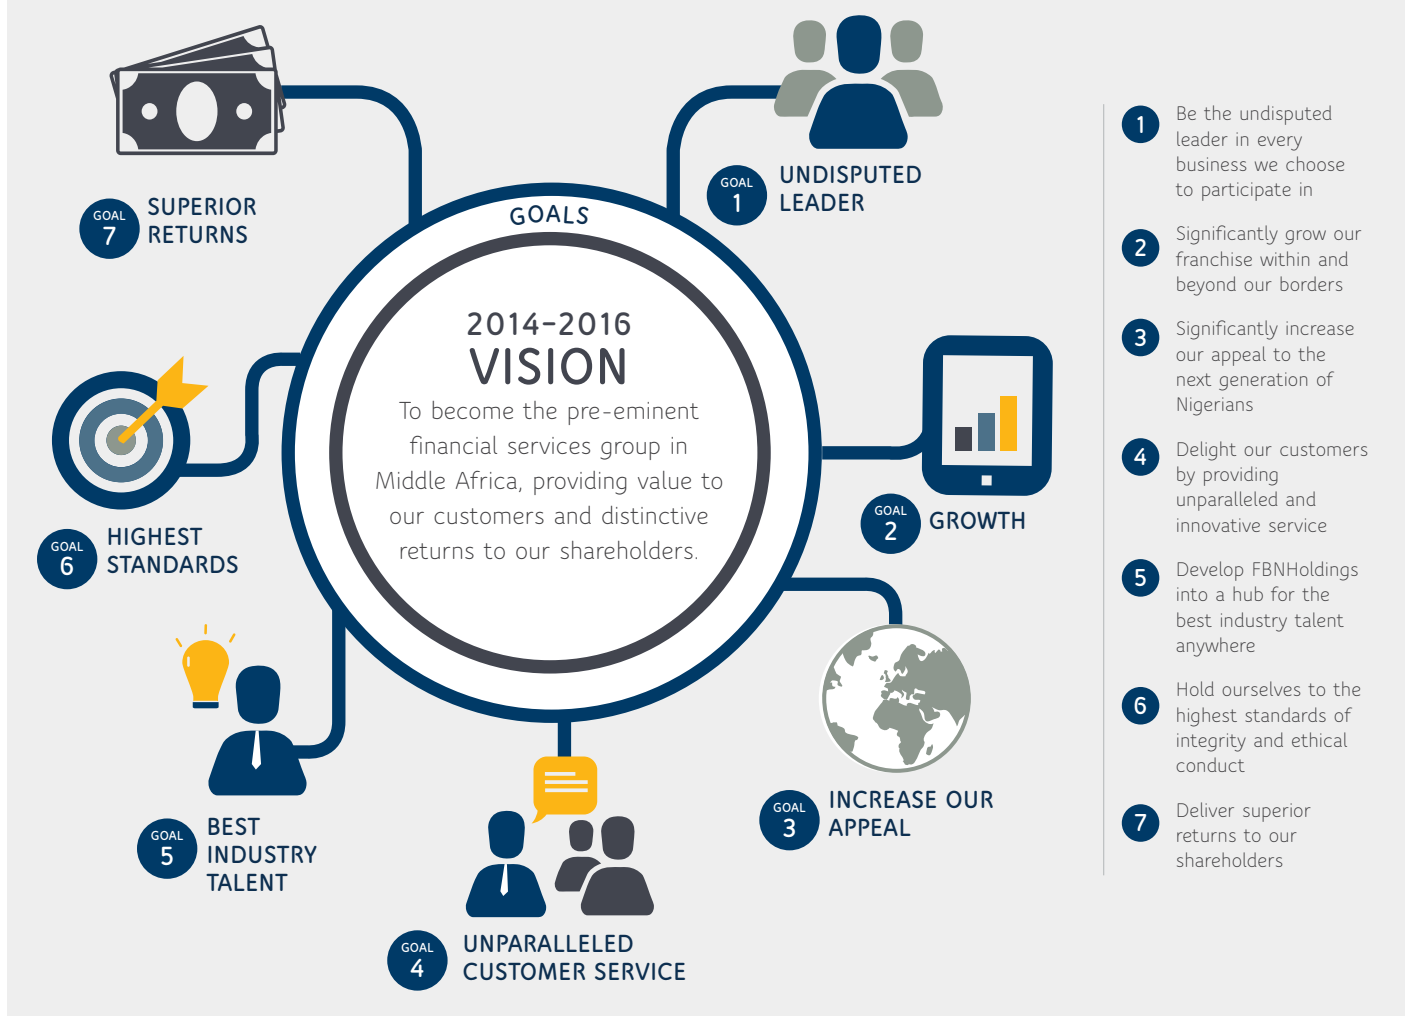 GOALS
2014-2016
VISION
To become the pre-eminent
financial services group in
Middle Africa, providing value to
our customers and distinctive
returns to our shareholders.
GOAL
1
UNDISPUTED
LEADER
GOAL
2
GROWTH
GOAL
3
INCREASE OUR
APPEAL
GOAL
4
UNPARALLELED
CUSTOMER SERVICE
GOAL
5
BEST
INDUSTRY
TALENT
GOAL
6
HIGHEST
STANDARDS
GOAL
7
SUPERIOR
RETURNS
1
Be the undisputed
leader in every
business we choose
to participate in
2
Significantly grow our
franchise within and
beyond our borders
3
Significantly increase
our appeal to the
next generation of
Nigerians
4
Delight our customers
by providing
unparalleled and
innovative service
5
Develop FBNHoldings
into a hub for the
best industry talent
anywhere
6
Hold ourselves to the
highest standards of
integrity and ethical
conduct
7
Deliver superior
returns to our
shareholders